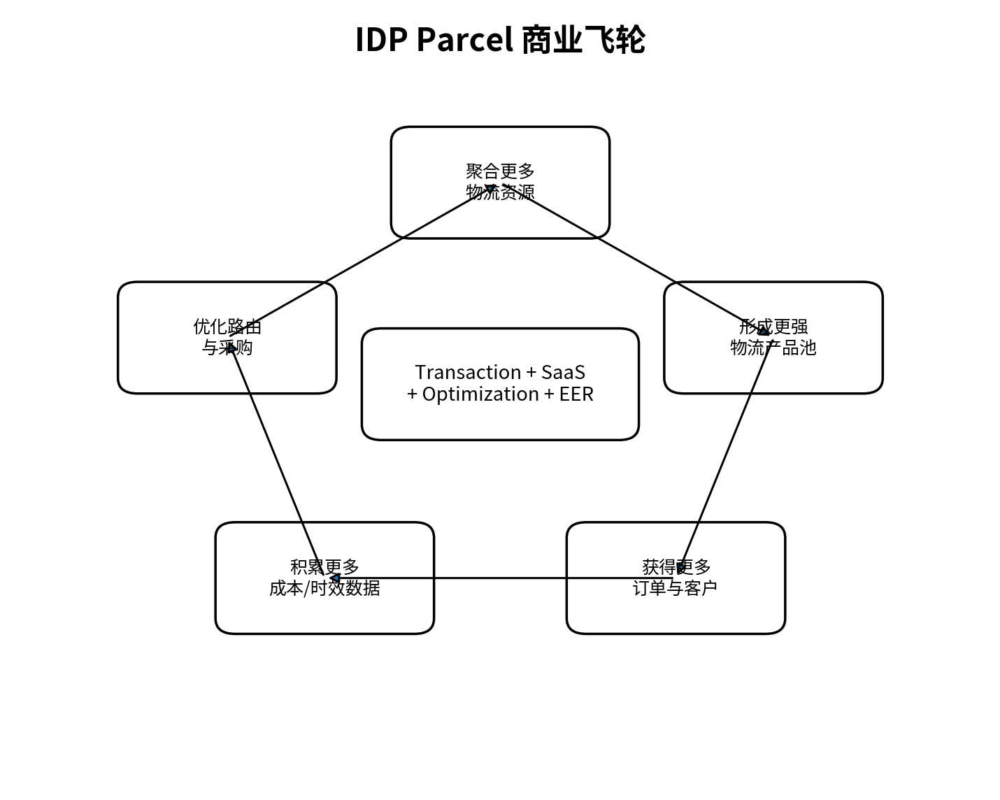 IDP Parcel 商业飞轮
聚合更多
物流资源
优化路由
与采购
形成更强
物流产品池
Transaction + SaaS
+ Optimization + EER
积累更多
成本/时效数据
获得更多
订单与客户